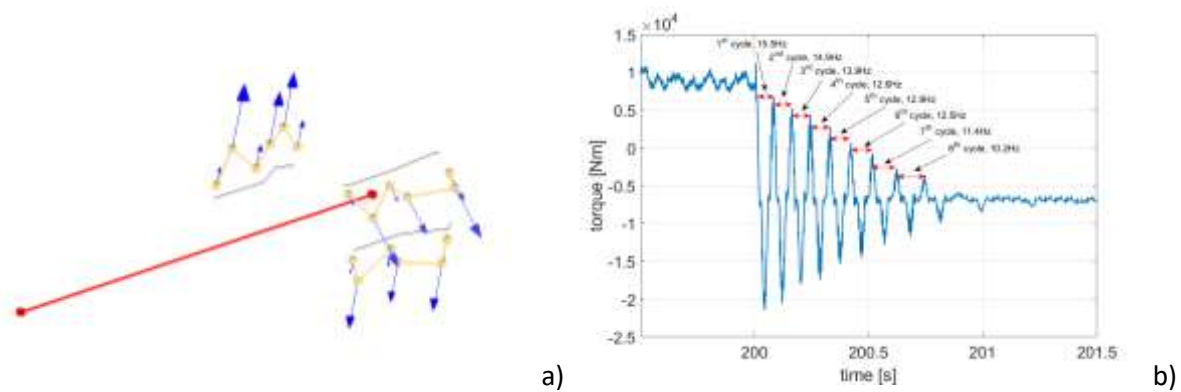 ×10⁴
1.5
1
0.5
0
-0.5
-1
-1.5
-2
-2.5
torque [Nm]
1th cycle, 15.5Hz
2nd cycle, 14.9Hz
3rd cycle, 13.9Hz
4th cycle, 12.6Hz
5th cycle, 12.9Hz
6th cycle, 12.5Hz
7th cycle, 11.4Hz
8th cycle, 10.2Hz
200 200.5 201 201.5
time [s]
a) b)